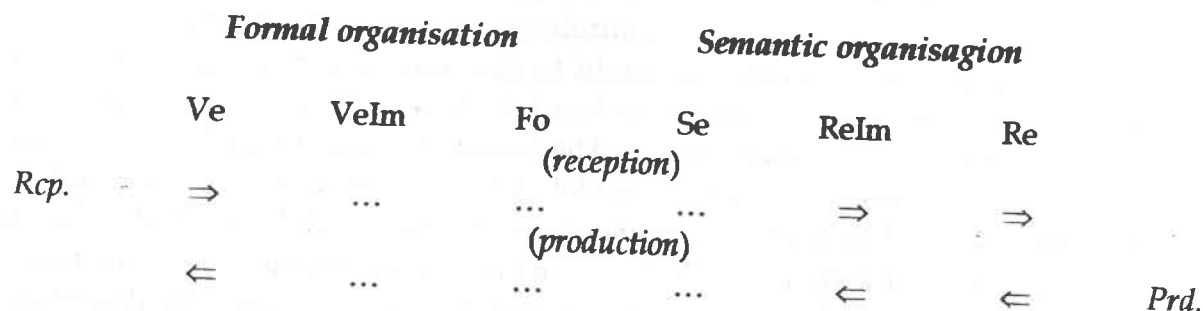 Formal organisation Semantic organisagion
Ve VeIm Fo Se ReIm Re
(reception)
Rcp. ⇒ ... ... ... ⇒ ⇒
(production)
⇐ ... ... ... ⇐ ⇐ Prd.